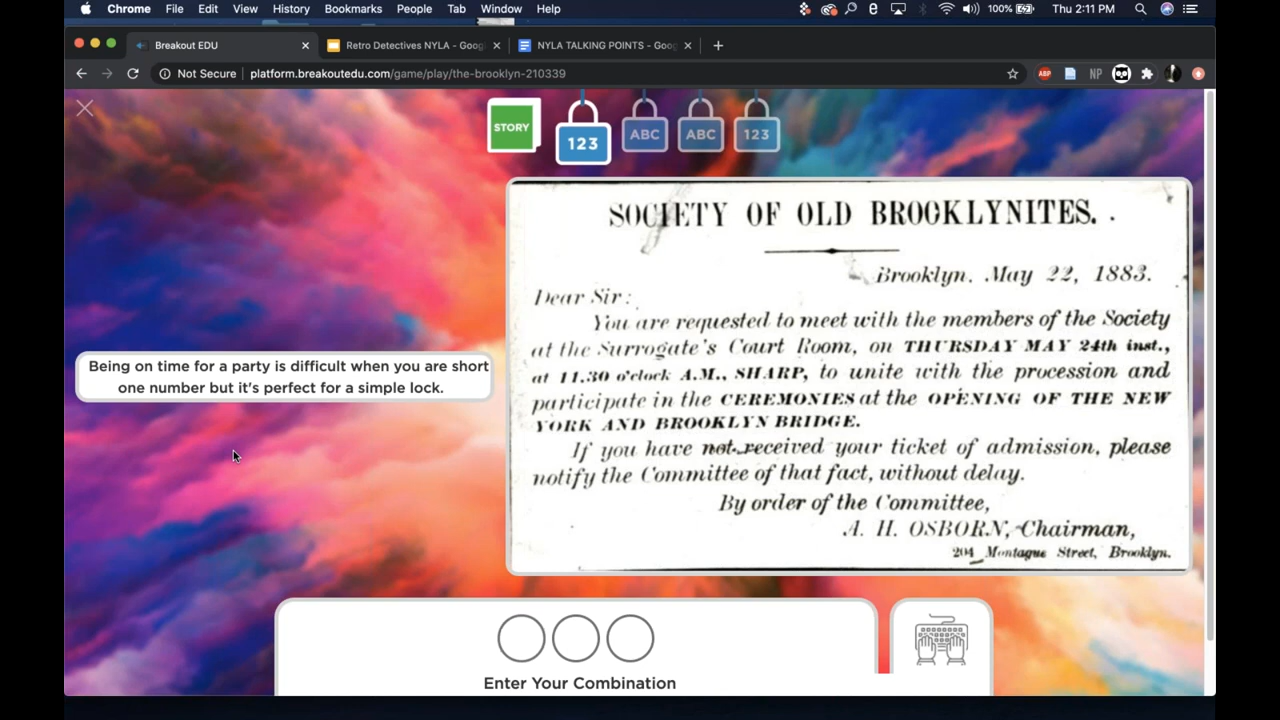 Chrome File Edit View History Bookmarks People Tab Window Help 100% Thu 2:11 PM
Breakout EDU Retro Detectives NYLA - Goog NYLA TALKING POINTS - Goog
Not Secure platform.breakoutedu.com/game/play/the-brooklyn-210339 ABP NP
STORY 123 ABC ABC 123
Being on time for a party is difficult when you are short
one number but it's perfect for a simple lock.
SOCIETY OF OLD BROOKLYNITES.
Brooklyn, May 22, 1883.
Dear Sir:
You are requested to meet with the members of the Society
at the Surrogate's Court Room, on THURSDAY MAY 24th inst.,
at 11.30 o'clock A.M., SHARP, to unite with the procession and
participate in the CEREMONIES at the OPENING OF THE NEW
YORK AND BROOKLYN BRIDGE.
If you have not received your ticket of admission, please
notify the Committee of that fact, without delay.
By order of the Committee,
A. H. OSBORN, Chairman,
204 Montague Street, Brooklyn.
Enter Your Combination